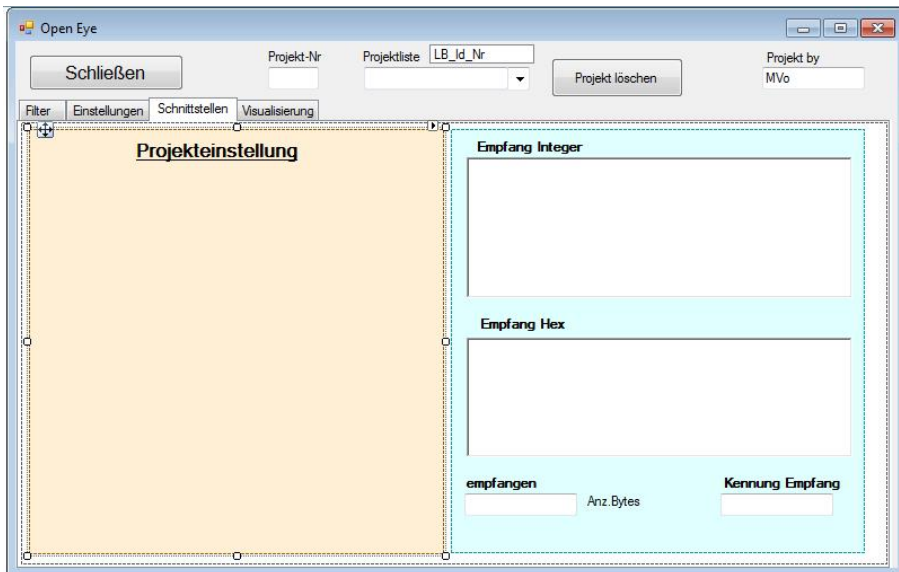 Open Eye
Schließen
Projekt-Nr
Projektliste
LB_Id_Nr
Projekt löschen
Projekt by
MVo
Filter
Einstellungen
Schnittstellen
Visualisierung
Projekteinstellung
Empfang Integer
Empfang Hex
empfangen
Anz.Bytes
Kennung Empfang